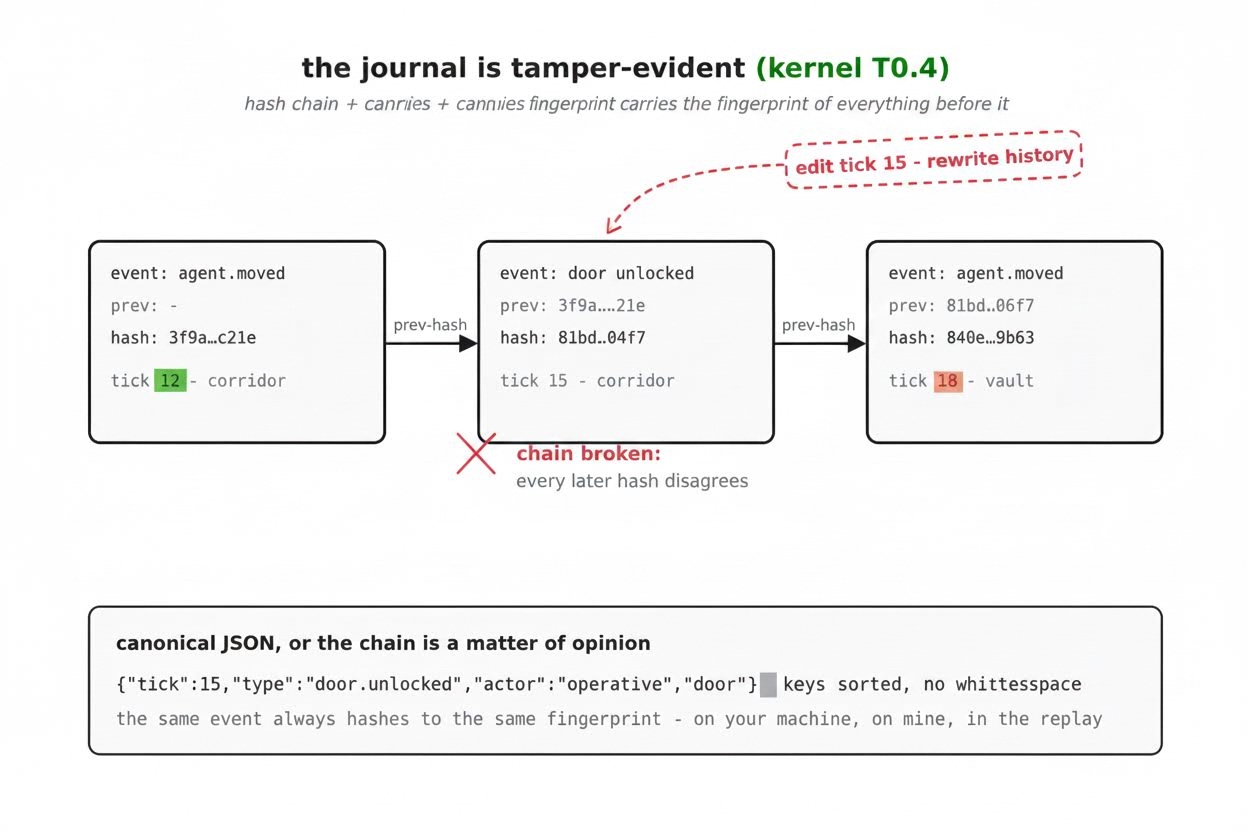 the journal is tamper-evident (kernel T0.4)
hash chain + canries + cannies fingerprint carries the fingerprint of everything before it
edit tick 15 - rewrite history
event: agent.moved
prev: -
hash: 3f9a…c21e
tick 12 - corridor
prev-hash
event: door unlocked
prev: 3f9a....21e
hash: 81bd..04f7
tick 15 - corridor
prev-hash
event: agent.moved
prev: 81bd..06f7
hash: 840e…9b63
tick 18 - vault
chain broken:
every later hash disagrees
canonical JSON, or the chain is a matter of opinion
{"tick":15,"type":"door.unlocked","actor":"operative","door"} keys sorted, no whittesspace
the same event always hashes to the same fingerprint - on your machine, on mine, in the replay